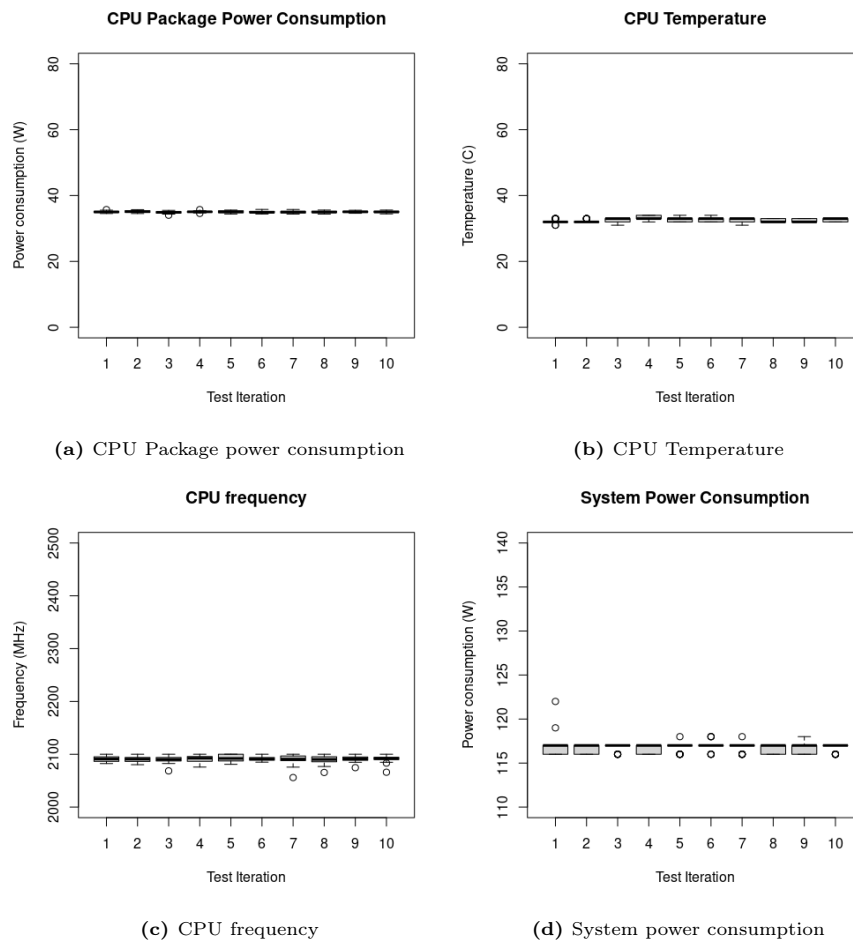 CPU Package Power Consumption
Power consumption (W)
80
60
40
20
0
1 2 3 4 5 6 7 8 9 10
Test Iteration
(a) CPU Package power consumption
CPU Temperature
Temperature (C)
80
60
40
20
0
1 2 3 4 5 6 7 8 9 10
Test Iteration
(b) CPU Temperature
CPU frequency
Frequency (MHz)
2500
2400
2300
2200
2100
2000
1 2 3 4 5 6 7 8 9 10
Test Iteration
(c) CPU frequency
System Power Consumption
Power consumption (W)
140
135
130
125
120
115
110
1 2 3 4 5 6 7 8 9 10
Test Iteration
(d) System power consumption